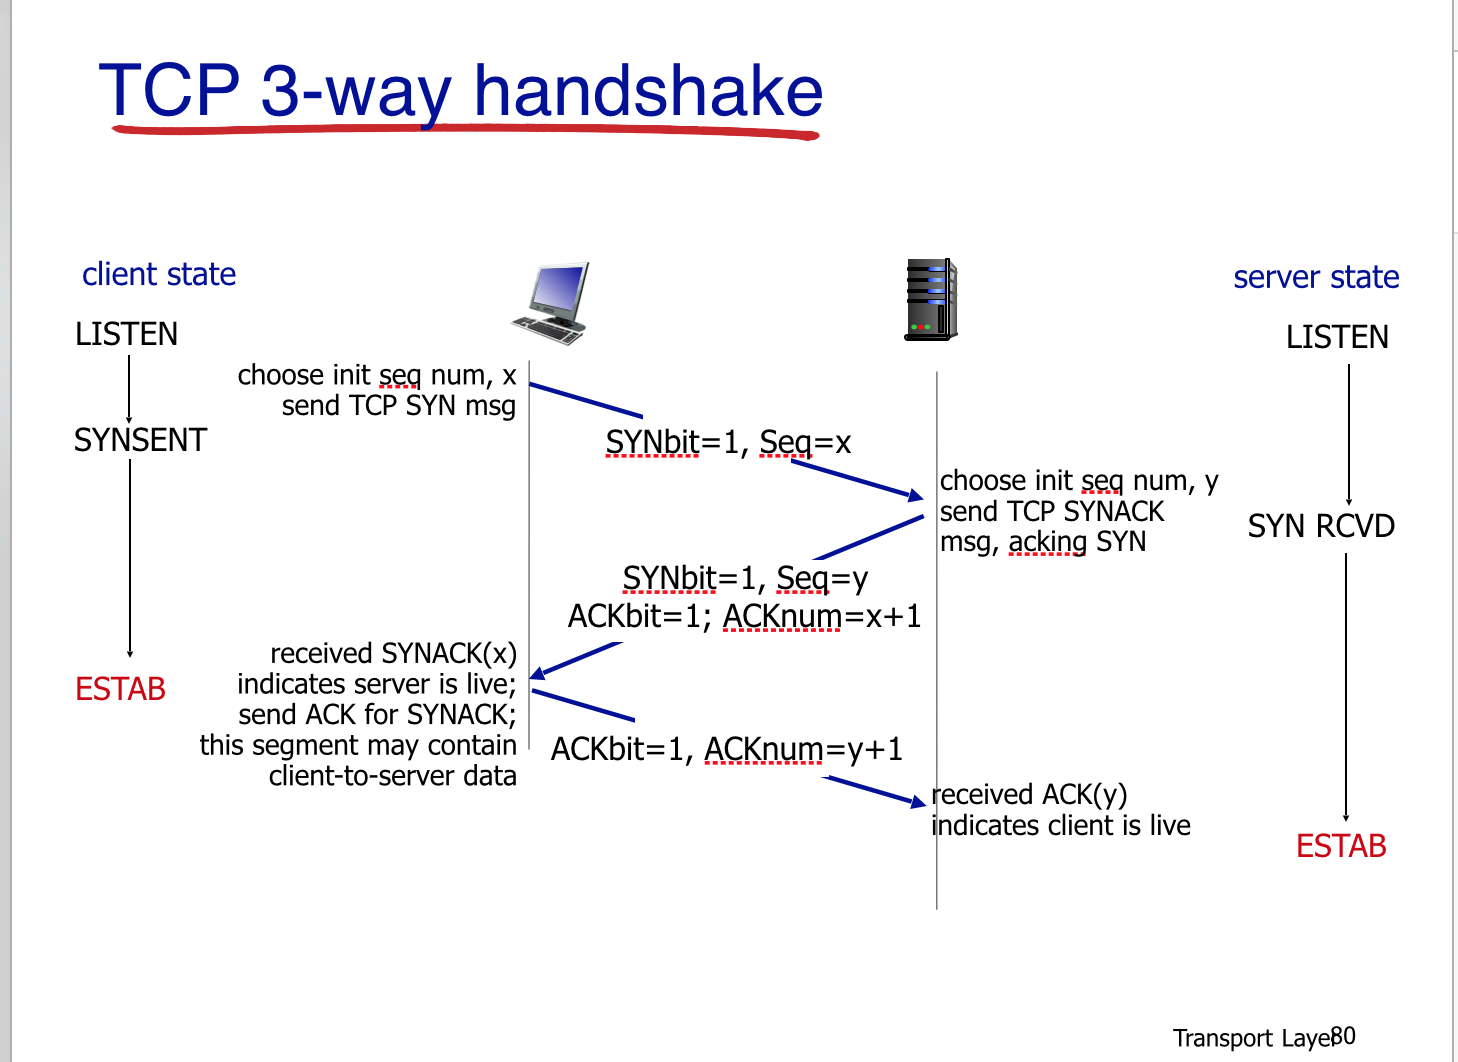 TCP 3-way handshake
client state
server state
LISTEN
LISTEN
choose init seq num, x
send TCP SYN msg
SYNSENT
SYNbit=1, Seq=x
choose init seq num, y
send TCP SYNACK
msg, acking SYN
SYN RCVD
SYNbit=1, Seq=y
ACKbit=1; ACKnum=x+1
received SYNACK(x)
indicates server is live;
send ACK for SYNACK;
this segment may contain
client-to-server data
ESTAB
ACKbit=1, ACKnum=y+1
received ACK(y)
indicates client is live
ESTAB
Transport Layer 80